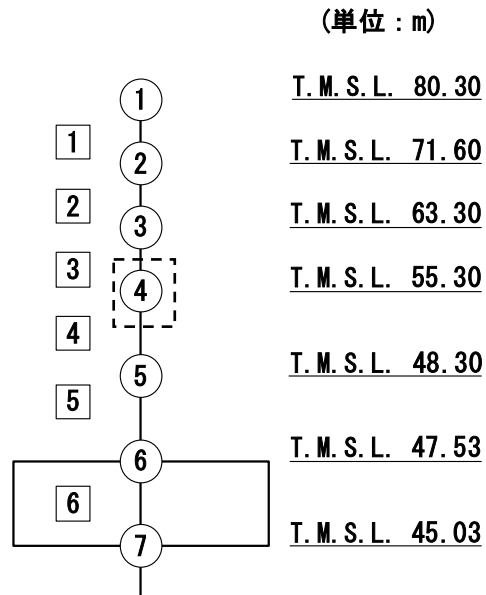 (単位:m)
① T.M.S.L. 80.30
1
② T.M.S.L. 71.60
2
③ T.M.S.L. 63.30
3
④ T.M.S.L. 55.30
4
⑤ T.M.S.L. 48.30
5
⑥ T.M.S.L. 47.53
6
⑦ T.M.S.L. 45.03